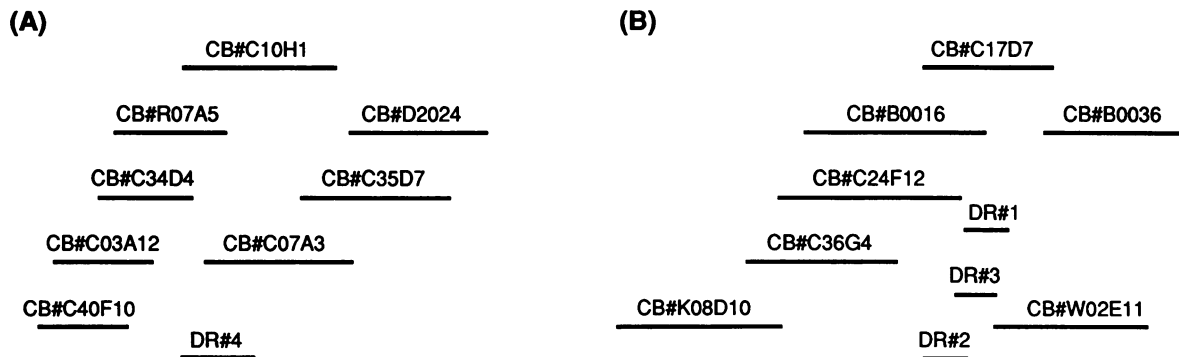 (A)
CB#C10H1
CB#R07A5 CB#D2024
CB#C34D4 CB#C35D7
CB#C03A12 CB#C07A3
CB#C40F10
DR#4
(B)
CB#C17D7
CB#B0016 CB#B0036
CB#C24F12
DR#1
CB#C36G4
DR#3
CB#K08D10 CB#W02E11
DR#2